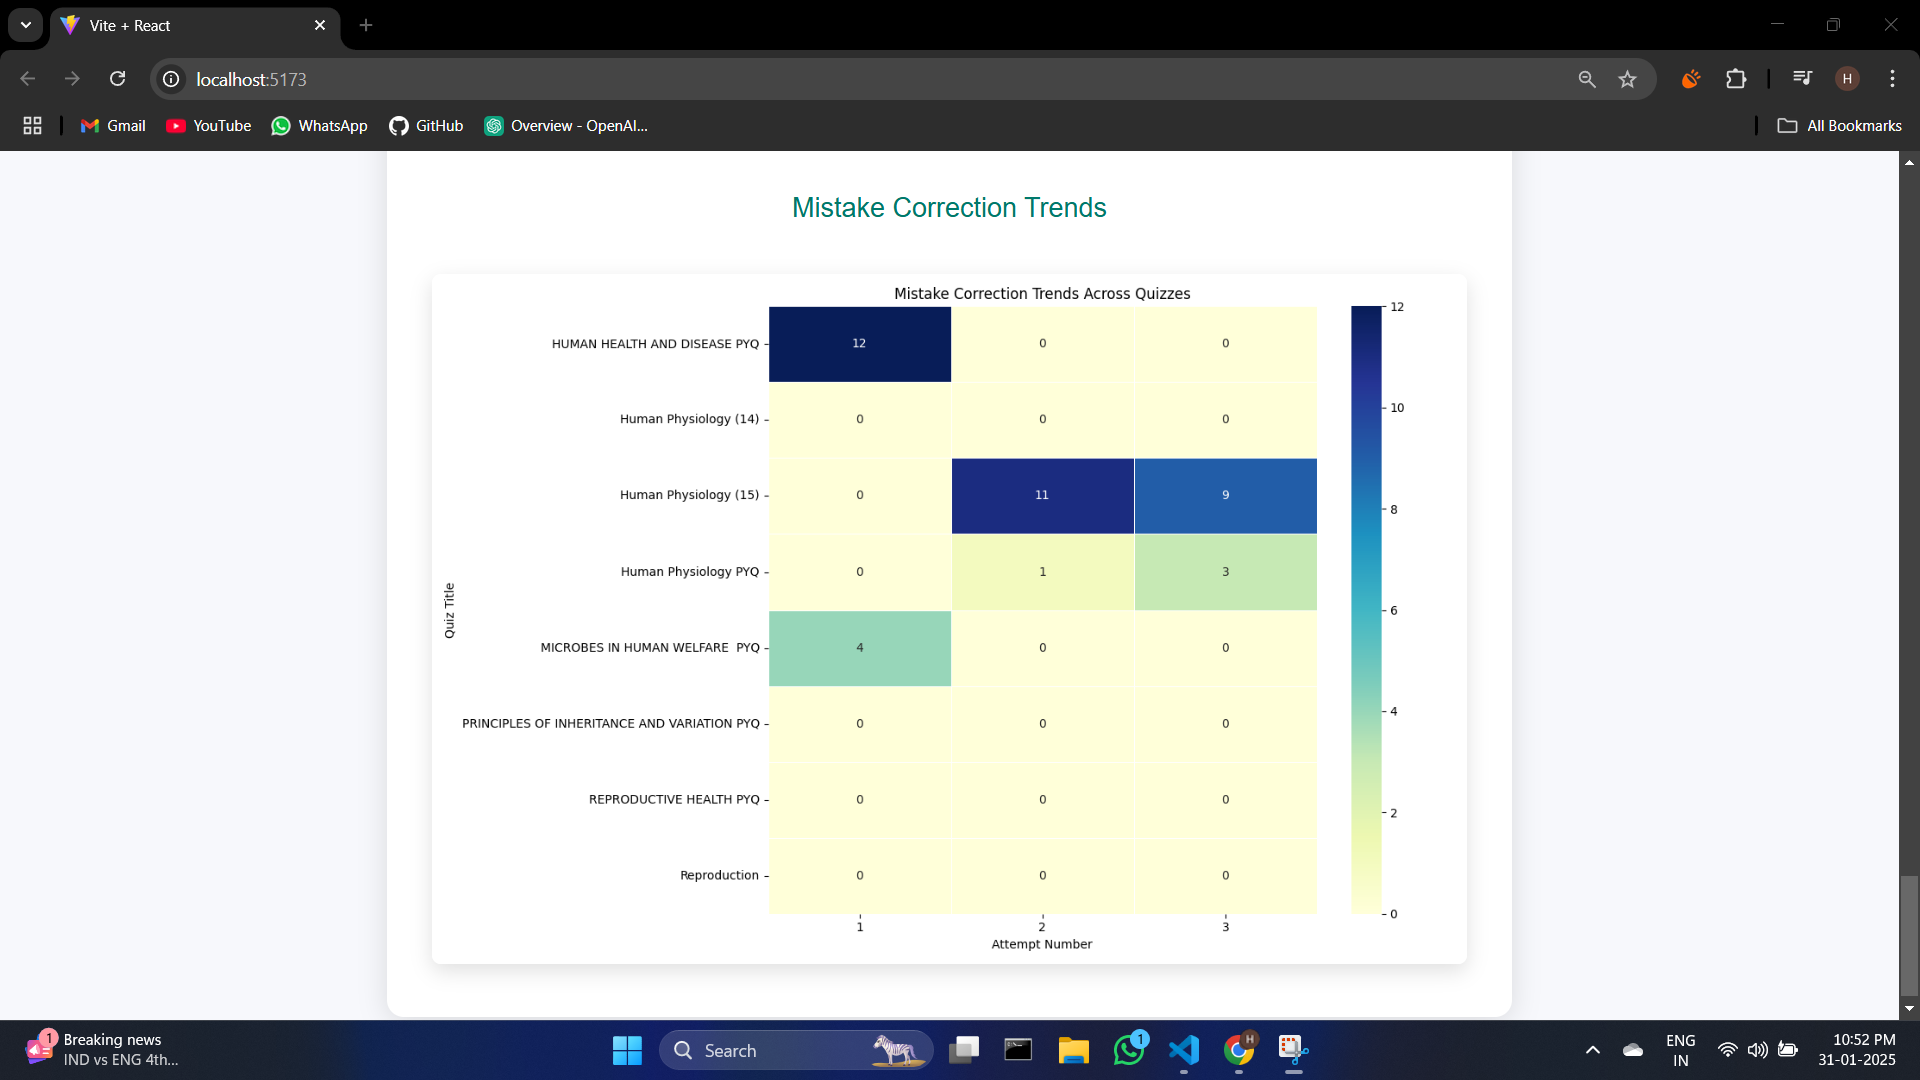 Vite + React
localhost:5173
H
Gmail
YouTube
WhatsApp
GitHub
Overview - OpenAI...
All Bookmarks
Mistake Correction Trends
Mistake Correction Trends Across Quizzes
Quiz Title
HUMAN HEALTH AND DISEASE PYQ 12 0 0
Human Physiology (14) 0 0 0
Human Physiology (15) 0 11 9
Human Physiology PYQ 0 1 3
MICROBES IN HUMAN WELFARE  PYQ 4 0 0
PRINCIPLES OF INHERITANCE AND VARIATION PYQ 0 0 0
REPRODUCTIVE HEALTH PYQ 0 0 0
Reproduction 0 0 0
1 2 3
Attempt Number
12
10
8
6
4
2
0
1
Breaking news
IND vs ENG 4th...
Search
1
H
ENG
IN
10:52 PM
31-01-2025